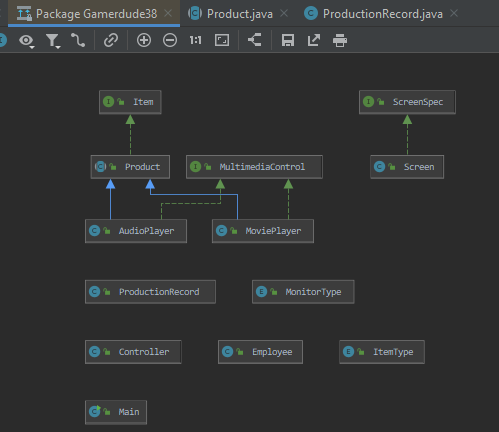 Package Gamerdude38 × Product.java × ProductionRecord.java ×
1:1
I Item I ScreenSpec
C Product I MultimediaControl C Screen
C AudioPlayer C MoviePlayer
C ProductionRecord E MonitorType
C Controller C Employee E ItemType
C Main